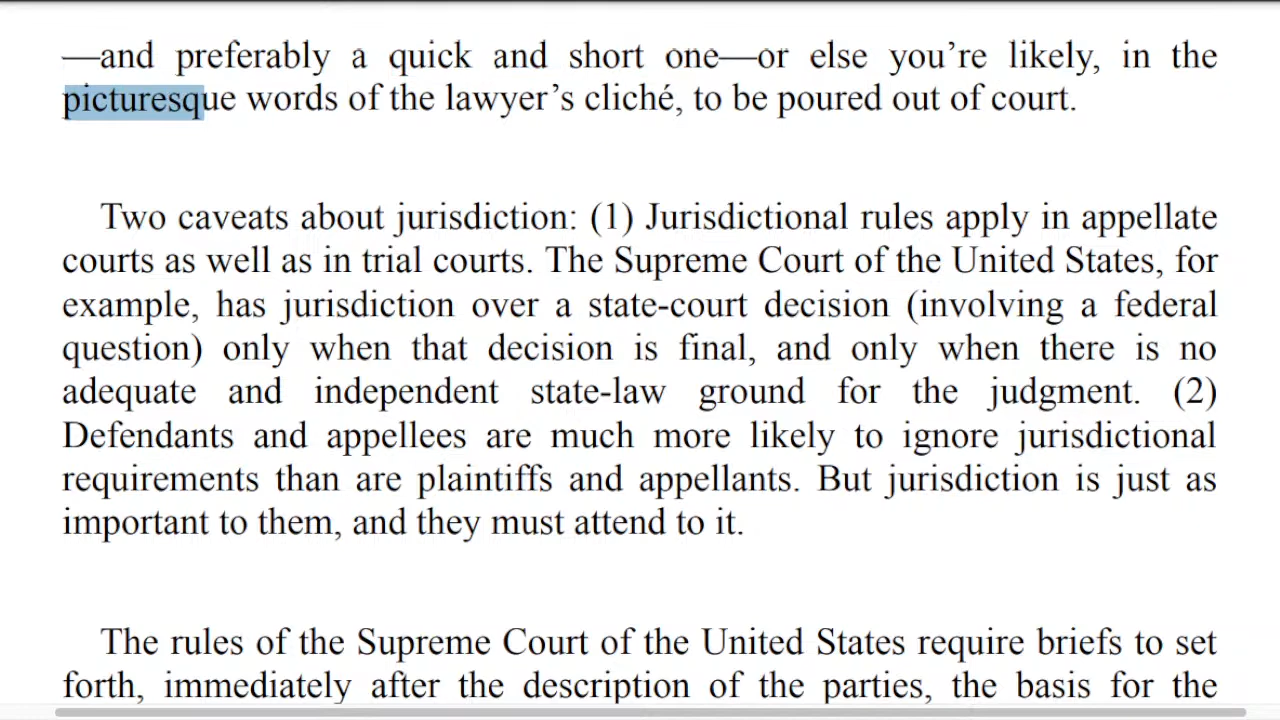 —and preferably a quick and short one—or else you’re likely, in the
picturesque words of the lawyer’s cliché, to be poured out of court.
Two caveats about jurisdiction: (1) Jurisdictional rules apply in appellate
courts as well as in trial courts. The Supreme Court of the United States, for
example, has jurisdiction over a state-court decision (involving a federal
question) only when that decision is final, and only when there is no
adequate and independent state-law ground for the judgment. (2)
Defendants and appellees are much more likely to ignore jurisdictional
requirements than are plaintiffs and appellants. But jurisdiction is just as
important to them, and they must attend to it.
The rules of the Supreme Court of the United States require briefs to set
forth, immediately after the description of the parties, the basis for the